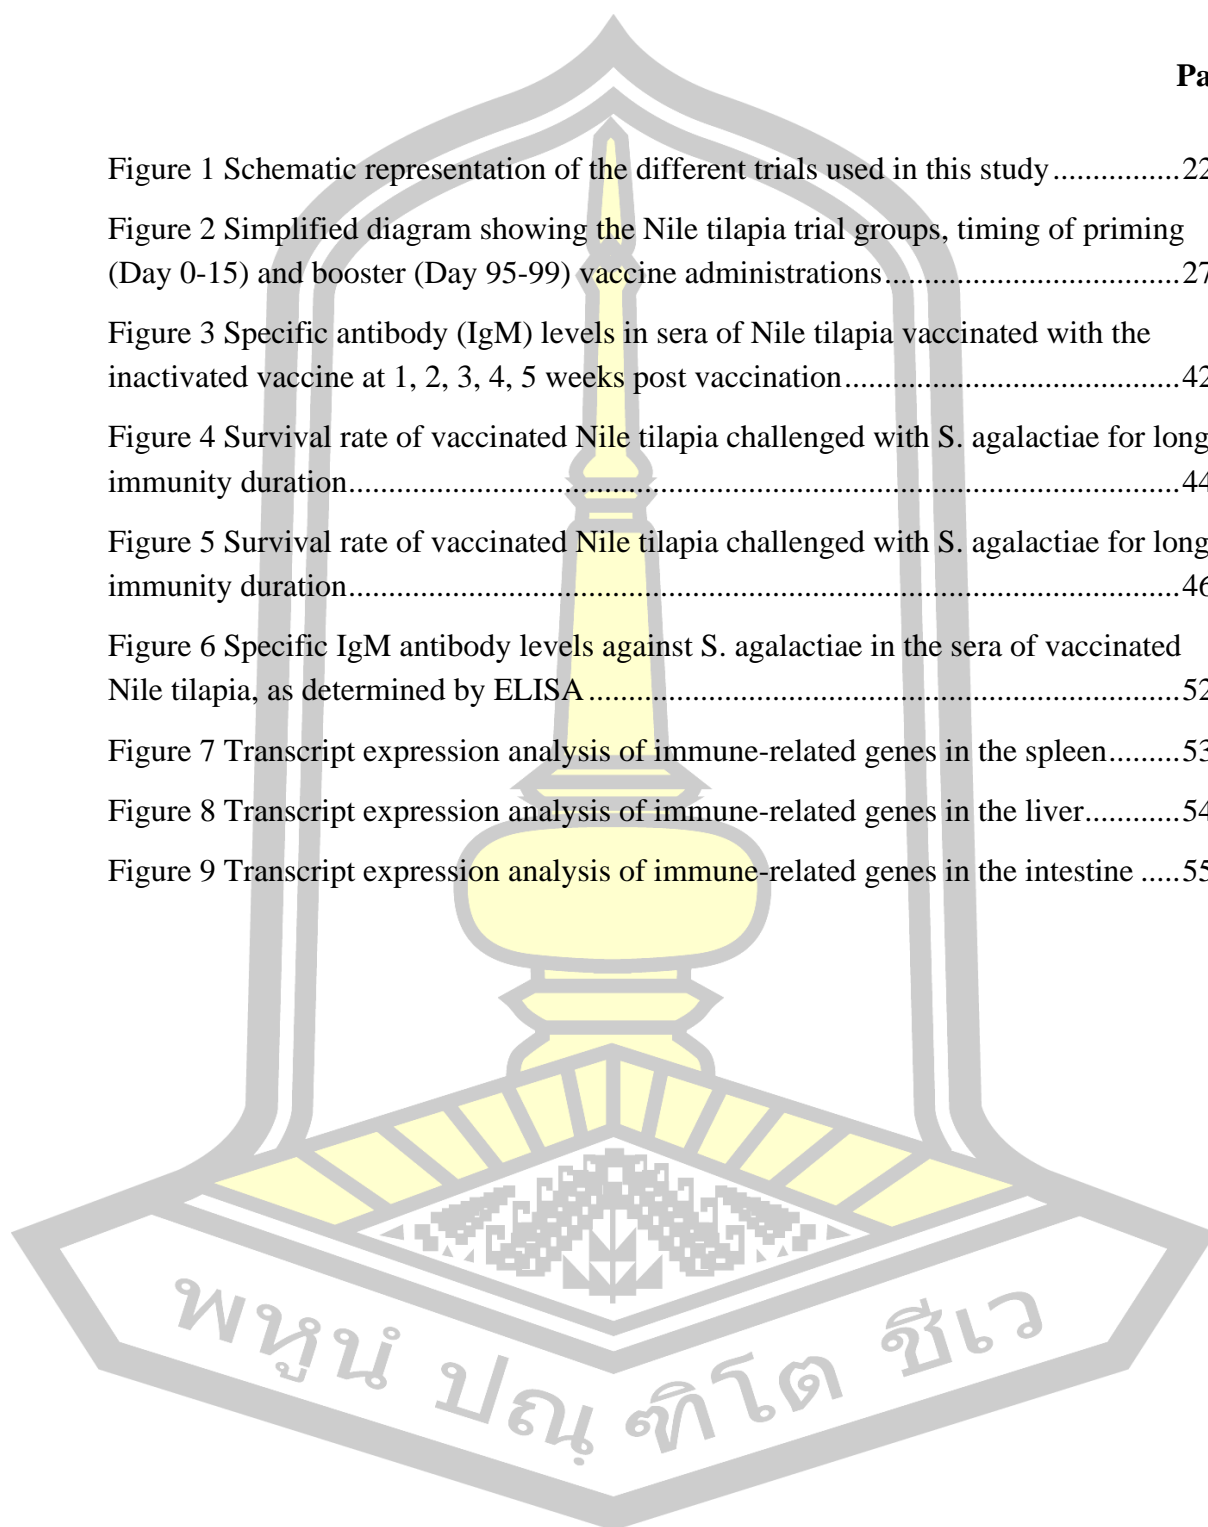 Pa
Figure 1 Schematic representation of the different trials used in this study...............22
Figure 2 Simplified diagram showing the Nile tilapia trial groups, timing of priming
(Day 0-15) and booster (Day 95-99) vaccine administrations...................................27
Figure 3 Specific antibody (IgM) levels in sera of Nile tilapia vaccinated with the
inactivated vaccine at 1, 2, 3, 4, 5 weeks post vaccination.......................................42
Figure 4 Survival rate of vaccinated Nile tilapia challenged with S. agalactiae for long
immunity duration....................................................................................................44
Figure 5 Survival rate of vaccinated Nile tilapia challenged with S. agalactiae for long
immunity duration....................................................................................................46
Figure 6 Specific IgM antibody levels against S. agalactiae in the sera of vaccinated
Nile tilapia, as determined by ELISA.......................................................................52
Figure 7 Transcript expression analysis of immune-related genes in the spleen.........53
Figure 8 Transcript expression analysis of immune-related genes in the liver............54
Figure 9 Transcript expression analysis of immune-related genes in the intestine .....55
พหูนํ ปณฺฑิโต ชีเว